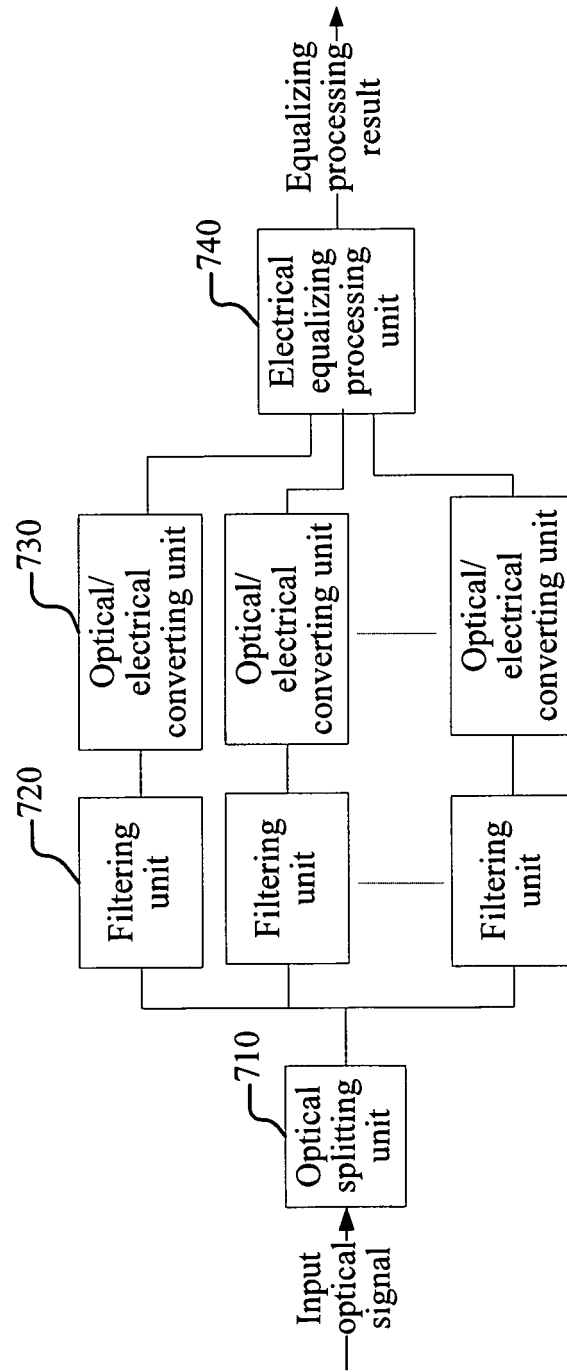 Input
optical
signal
710
Optical
splitting
unit
720
Filtering
unit
730
Optical/
electrical
converting unit
Filtering
unit
Optical/
electrical
converting unit
Filtering
unit
Optical/
electrical
converting unit
740
Electrical
equalizing
processing
unit
Equalizing
processing
result